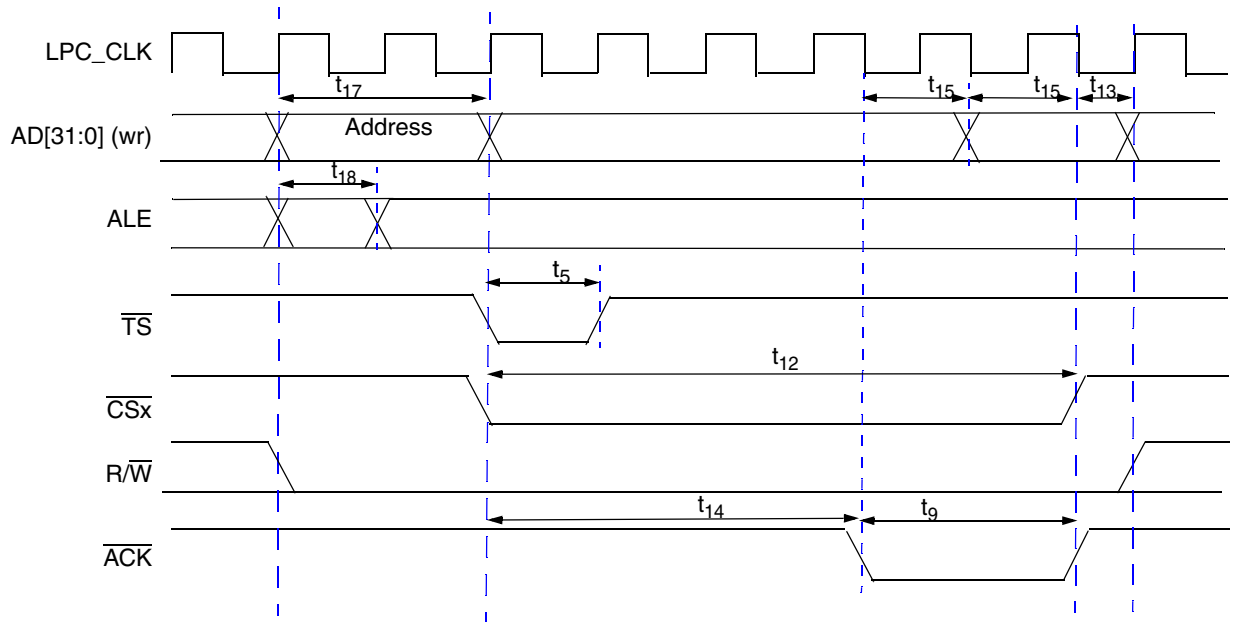 LPC_CLK
t17 t15 t15 t13
AD[31:0] (wr) Address
t18
ALE
t5
TS
t12
CSx
R/W
t14 t9
ACK